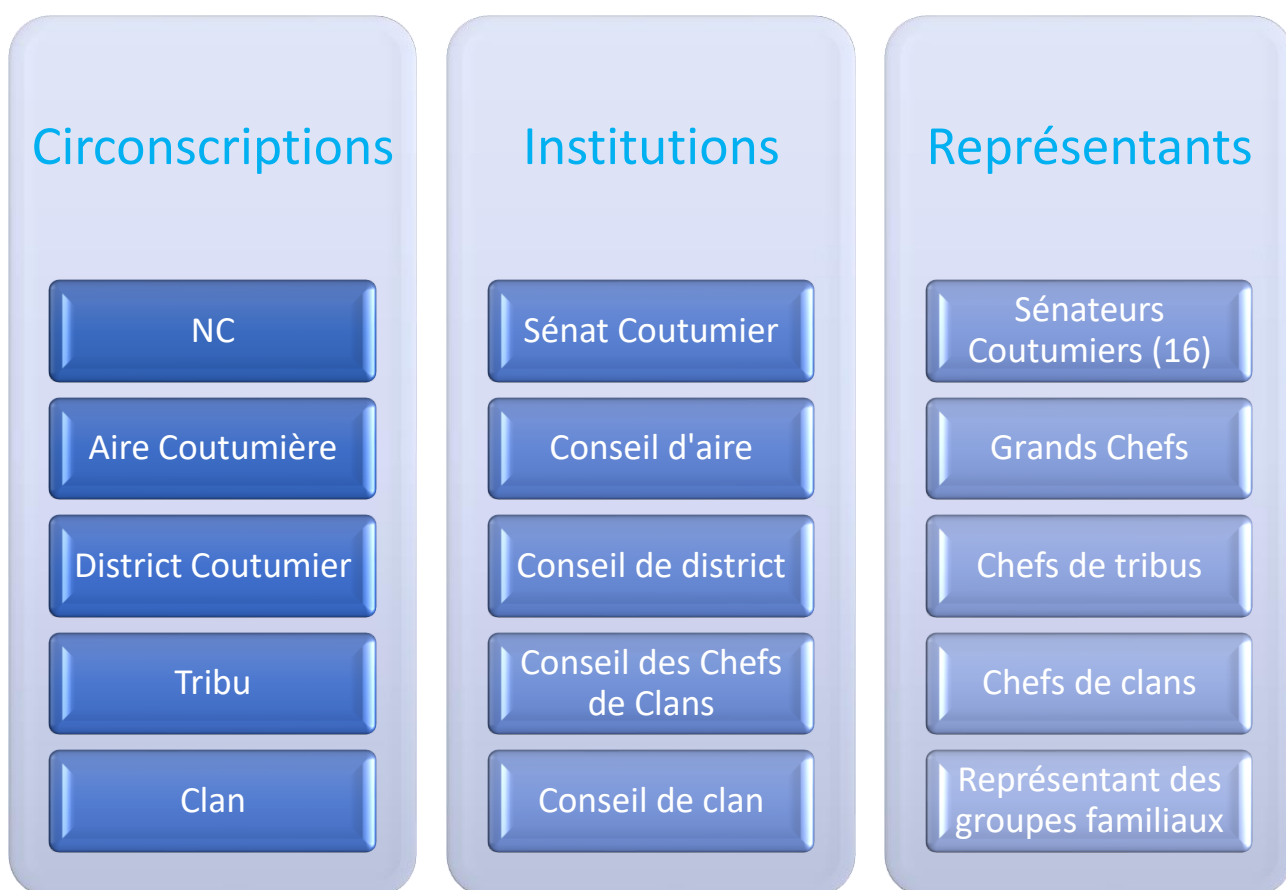 Circonscriptions
NC
Aire Coutumière
District Coutumier
Tribu
Clan
Institutions
Sénat Coutumier
Conseil d'aire
Conseil de district
Conseil des Chefs
de Clans
Conseil de clan
Représentants
Sénateurs
Coutumiers (16)
Grands Chefs
Chefs de tribus
Chefs de clans
Représentant des
groupes familiaux